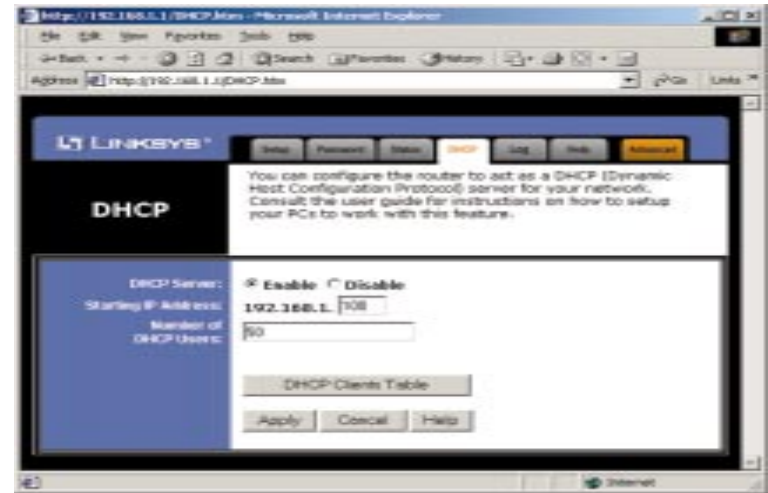 http://192.168.1.1/DHCP.htm - Microsoft Internet Explorer
File Edit View Favorites Tools Help
Back Search Favorites History
Address http://192.168.1.1/DHCP.htm Go Links »
LINKSYS®
Setup Password Status DHCP Log Help Advanced
DHCP
You can configure the router to act as a DHCP (Dynamic
Host Configuration Protocol) server for your network.
Consult the user guide for instructions on how to setup
your PCs to work with this feature.
DHCP Server: Enable Disable
Starting IP Address: 192.168.1. 100
Number of
DHCP Users: 50
DHCP Clients Table
Apply Cancel Help
Internet